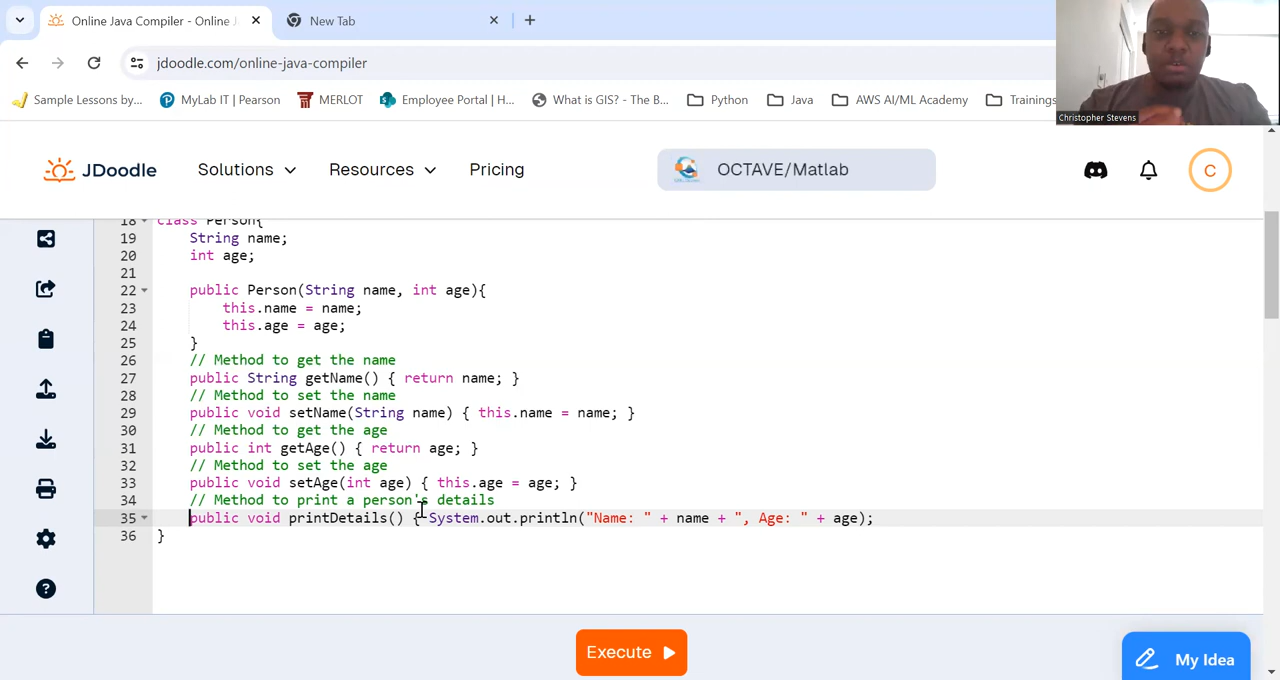 Online Java Compiler - Online J
New Tab
jdoodle.com/online-java-compiler
Sample Lessons by...
MyLab IT | Pearson
MERLOT
Employee Portal | H...
What is GIS? - The B...
Python
Java
AWS AI/ML Academy
Trainings
Christopher Stevens
JDoodle
Solutions
Resources
Pricing
OCTAVE/Matlab
C
18 class Person{
19 String name;
20 int age;
21
22 public Person(String name, int age){
23 this.name = name;
24 this.age = age;
25 }
26 // Method to get the name
27 public String getName() { return name; }
28 // Method to set the name
29 public void setName(String name) { this.name = name; }
30 // Method to get the age
31 public int getAge() { return age; }
32 // Method to set the age
33 public void setAge(int age) { this.age = age; }
34 // Method to print a person's details
35 public void printDetails() { System.out.println("Name: " + name + ", Age: " + age);
36 }
Execute
My Idea